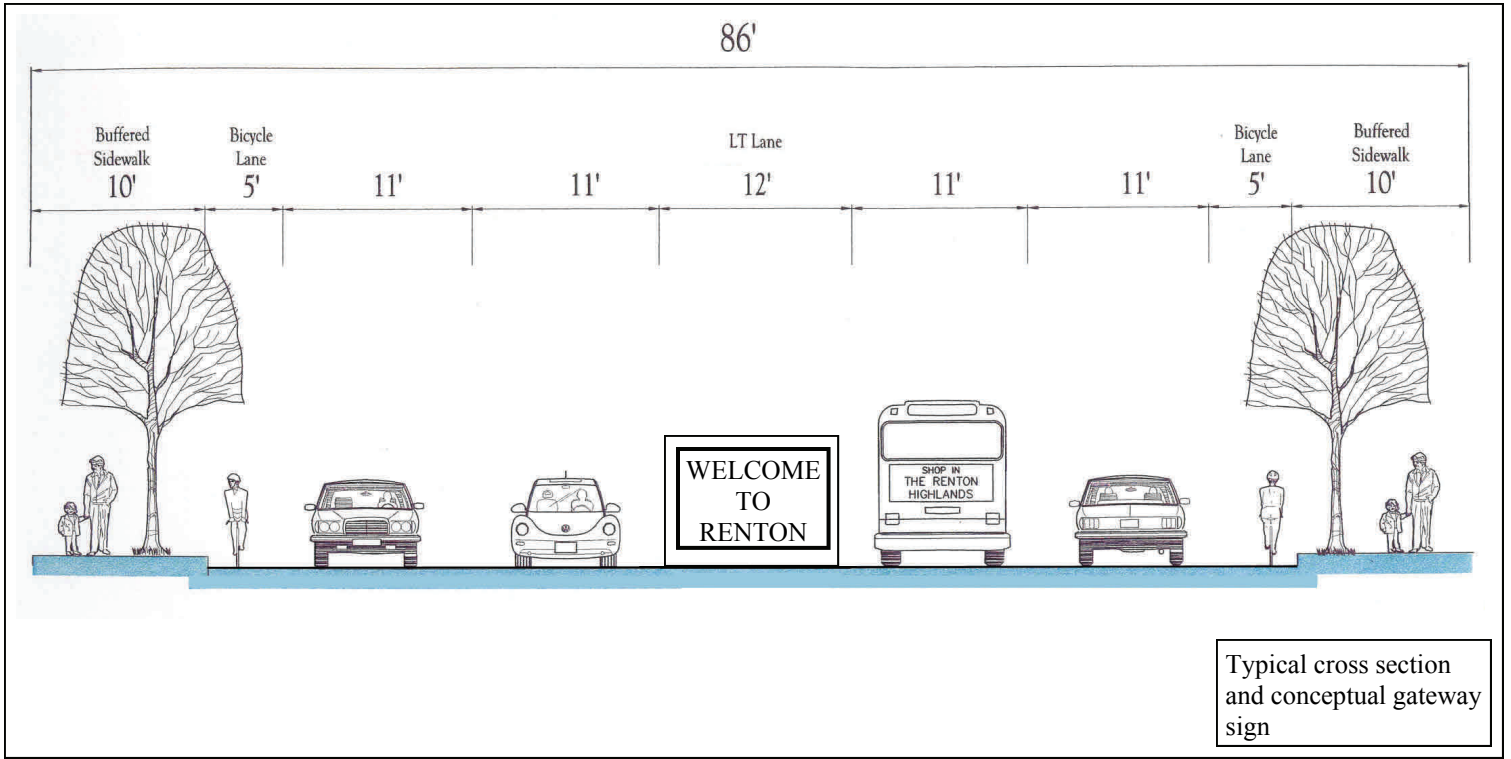 86'
Buffered
Sidewalk
10'
Bicycle
Lane
5'
11'
11'
LT Lane
12'
11'
11'
Bicycle
Lane
5'
Buffered
Sidewalk
10'
WELCOME
TO
RENTON
SHOP IN
THE RENTON
HIGHLANDS
Typical cross section
and conceptual gateway
sign